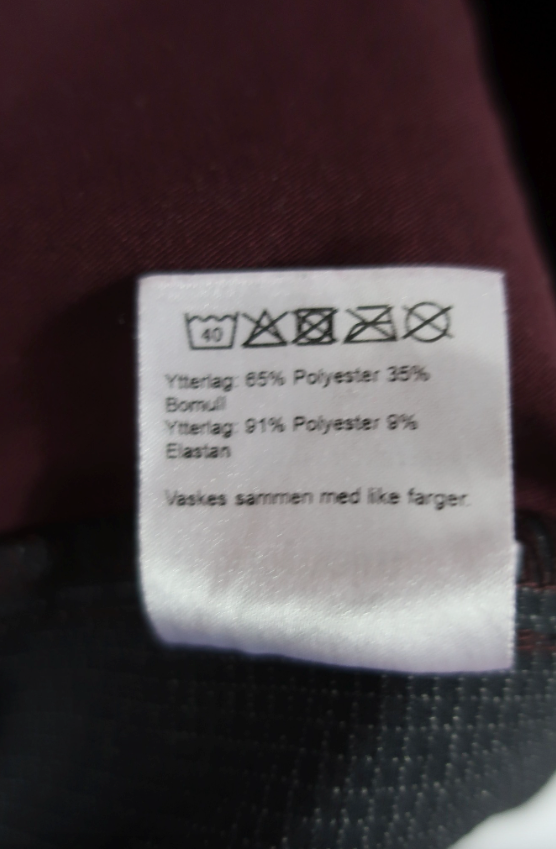 40
Ytterlag: 65% Polyester 35%
Bomull
Ytterlag: 91% Polyester 9%
Elastan
Vaskes sammen med like farger.